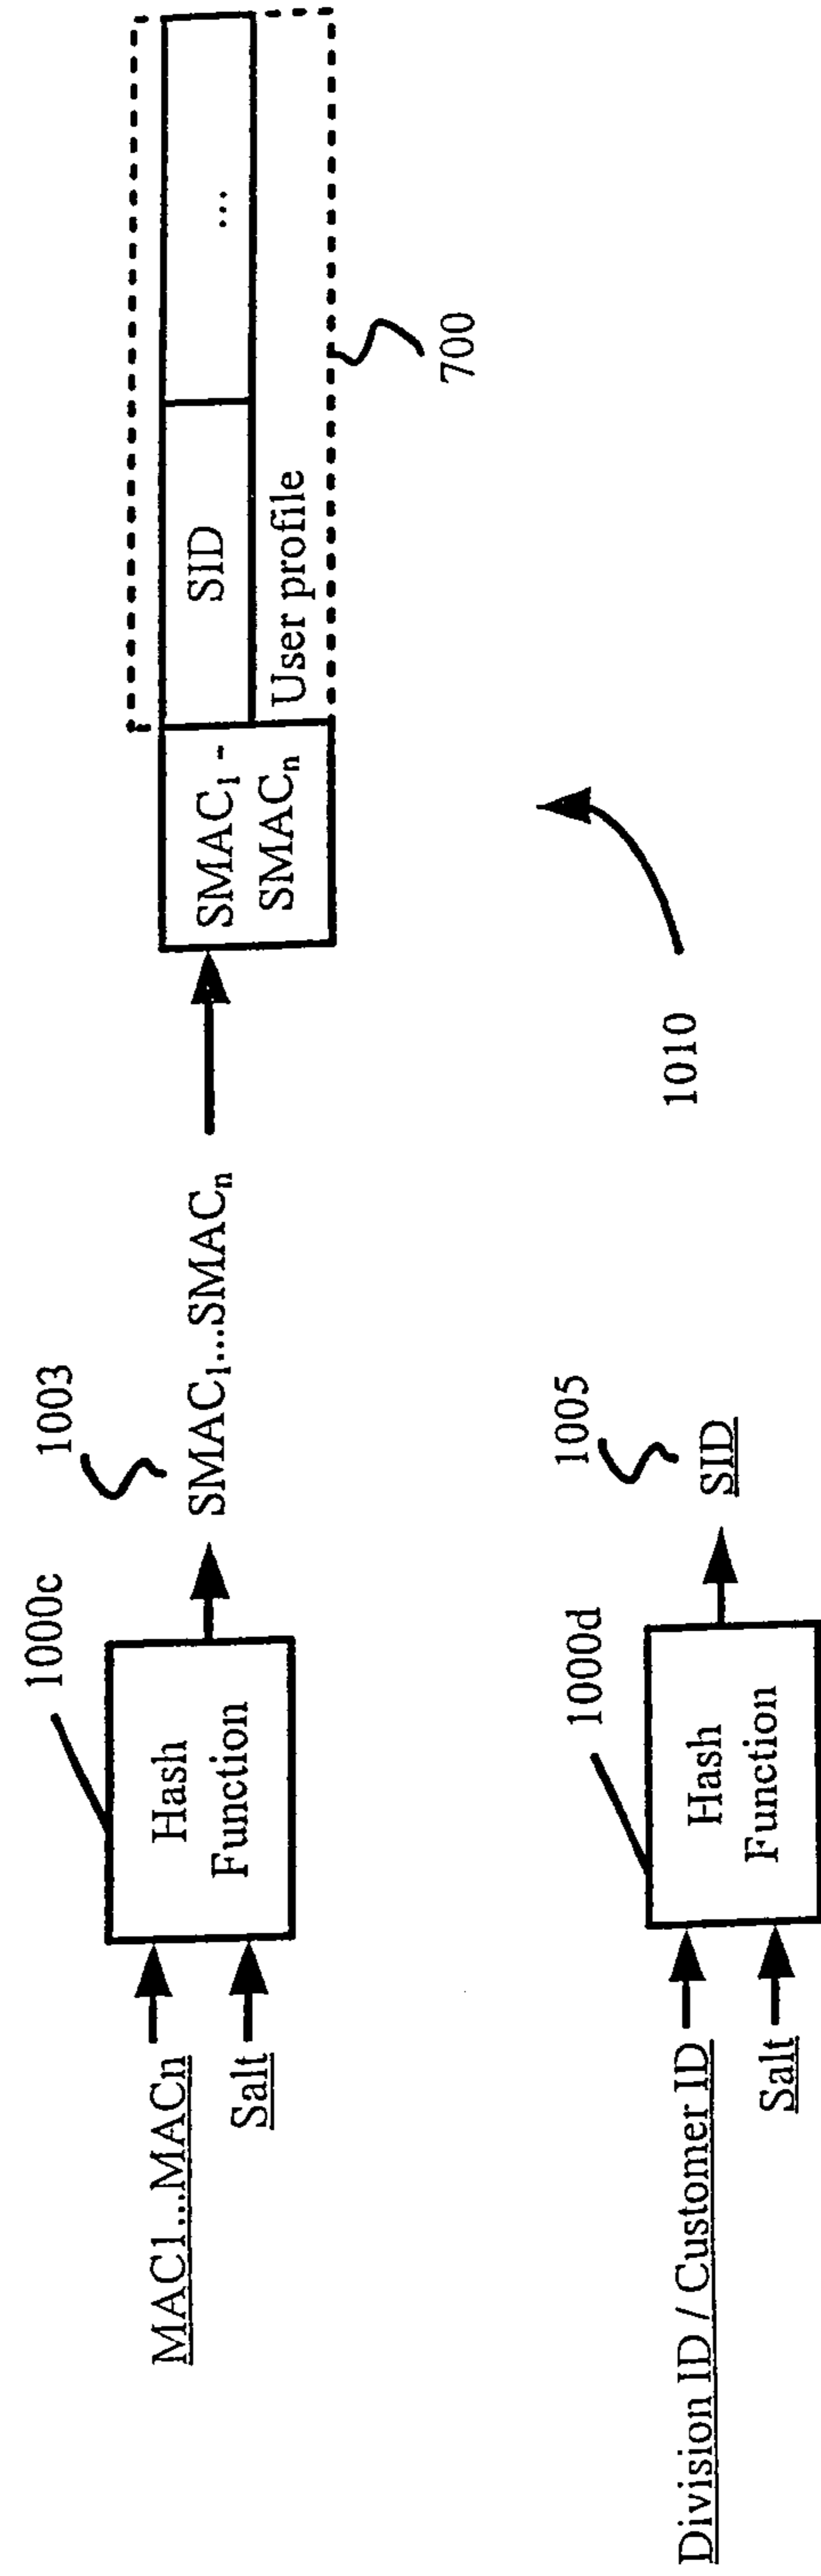 MAC1...MACn
Salt
1000c
Hash
Function
1003
SMAC₁...SMACₙ
SMAC₁ -
SMACₙ
SID
...
User profile
700
Division ID / Customer ID
Salt
1000d
Hash
Function
1005
SID
1010